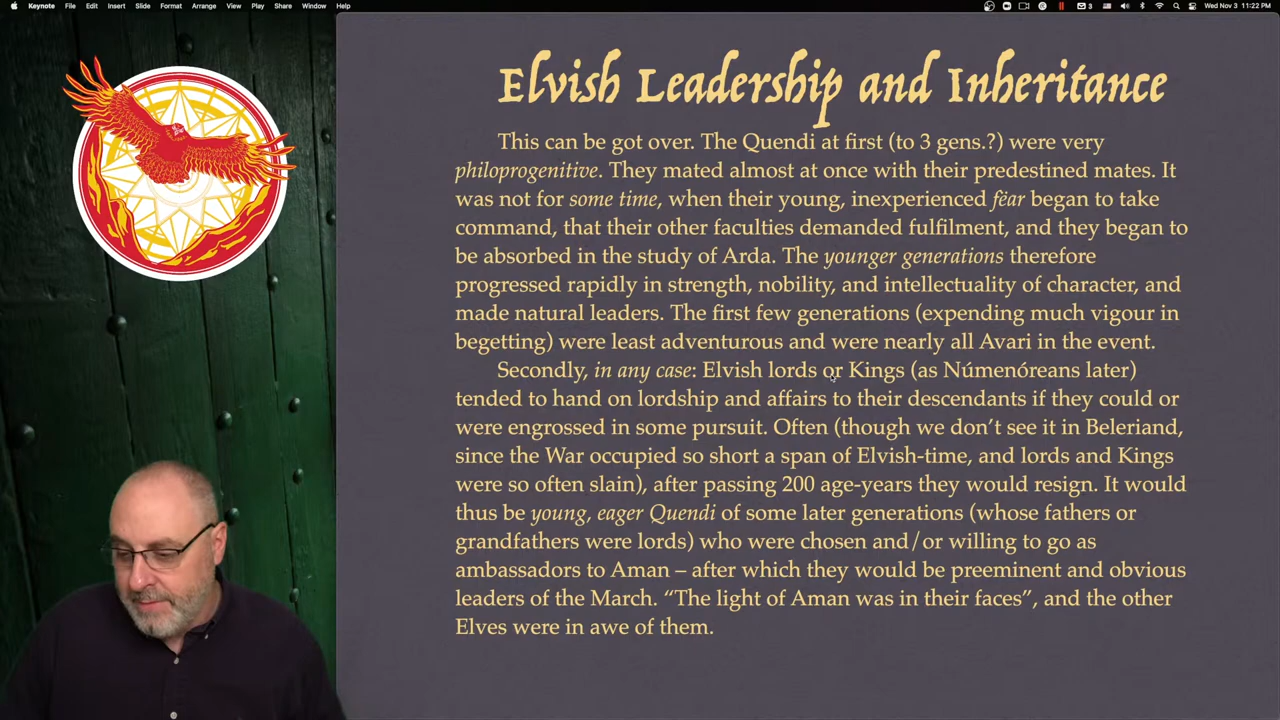 Keynote File Edit Insert Slide Format Arrange View Play Share Window Help 3 Wed Nov 3 11:22 PM
Elvish Leadership and Inheritance
This can be got over. The Quendi at first (to 3 gens.?) were very
philoprogenitive. They mated almost at once with their predestined mates. It
was not for some time, when their young, inexperienced fëar began to take
command, that their other faculties demanded fulfilment, and they began to
be absorbed in the study of Arda. The younger generations therefore
progressed rapidly in strength, nobility, and intellectuality of character, and
made natural leaders. The first few generations (expending much vigour in
begetting) were least adventurous and were nearly all Avari in the event.
Secondly, in any case: Elvish lords or Kings (as Númenóreans later)
tended to hand on lordship and affairs to their descendants if they could or
were engrossed in some pursuit. Often (though we don’t see it in Beleriand,
since the War occupied so short a span of Elvish-time, and lords and Kings
were so often slain), after passing 200 age-years they would resign. It would
thus be young, eager Quendi of some later generations (whose fathers or
grandfathers were lords) who were chosen and/or willing to go as
ambassadors to Aman – after which they would be preeminent and obvious
leaders of the March. “The light of Aman was in their faces”, and the other
Elves were in awe of them.